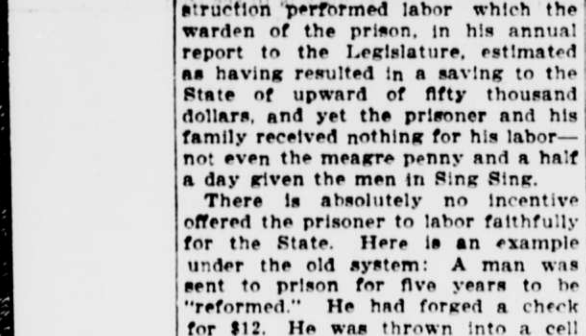 struction performed labor which the
warden of the prison, in his annual
report to the Legislature, estimated
as having resulted in a saving to the
State of upward of fifty thousand
dollars, and yet the prisoner and his
family received nothing for his labor—
not even the meagre penny and a half
a day given the men in Sing Sing.
There is absolutely no incentive
offered the prisoner to labor faithfully
for the State. Here is an example
under the old system: A man was
sent to prison for five years to be
"reformed." He had forged a check
for $12. He was thrown into a cell